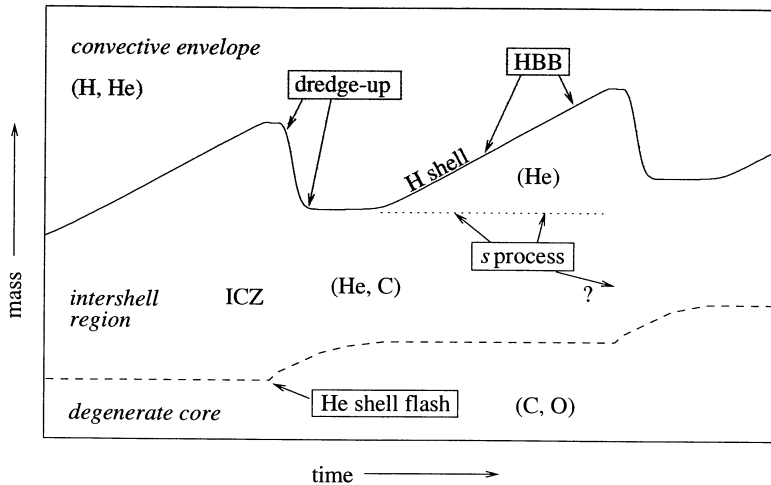 convective envelope
(H, He)
dredge-up
HBB
H shell
(He)
s process
?
(He, C)
ICZ
intershell
region
He shell flash
(C, O)
degenerate core
mass
time